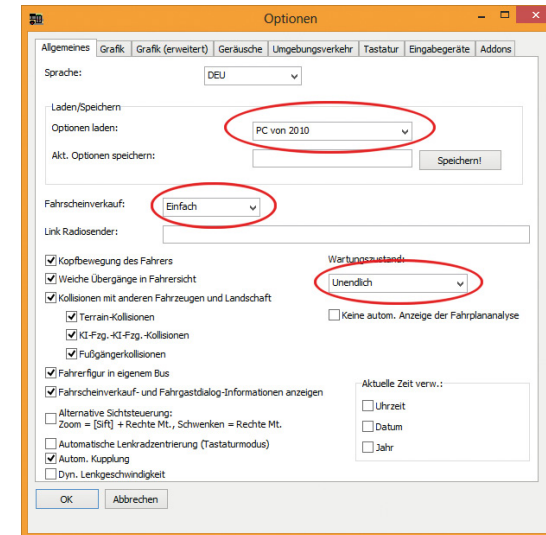 Optionen
Allgemeines Grafik Grafik (erweitert) Geräusche Umgebungsverkehr Tastatur Eingabegeräte Addons
Sprache: DEU
Laden/Speichern
Optionen laden: PC von 2010
Akt. Optionen speichern: Speichern!
Fahrscheinverkauf: Einfach
Link Radiosender:
Kopfbewegung des Fahrers
Wartungszustand:
Weiche Übergänge in Fahrersicht
Unendlich
Kollisionen mit anderen Fahrzeugen und Landschaft
Terrain-Kollisionen
Keine autom. Anzeige der Fahrplananalyse
KI-Fzg.-KI-Fzg.-Kollisionen
Fußgängerkollisionen
Fahrerfigur in eigenem Bus
Fahrscheinverkauf- und Fahrgastdialog-Informationen anzeigen
Alternative Sichtsteuerung:
Zoom = [Sift] + Rechte Mt., Schwenken = Rechte Mt.
Automatische Lenkradzentrierung (Tastaturmodus)
Autom. Kupplung
Dyn. Lenkgeschwindigkeit
Aktuelle Zeit verw.:
Uhrzeit
Datum
Jahr
OK Abbrechen